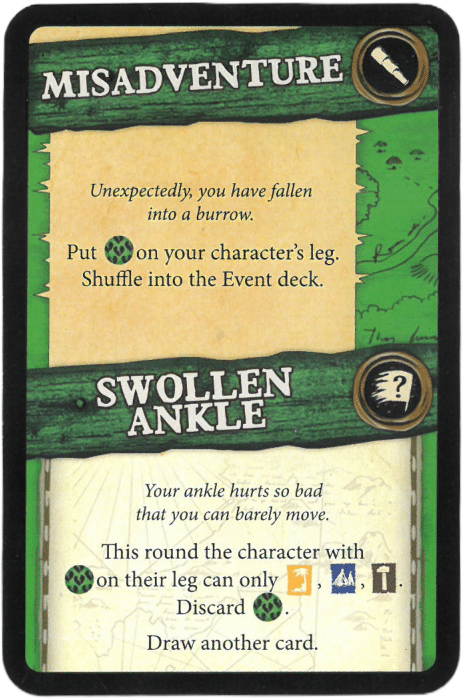 MISADVENTURE
Unexpectedly, you have fallen
into a burrow.
Put on your character's leg.
Shuffle into the Event deck.
SWOLLEN
ANKLE
?
Your ankle hurts so bad
that you can barely move.
This round the character with
on their leg can only , , .
Discard .
Draw another card.